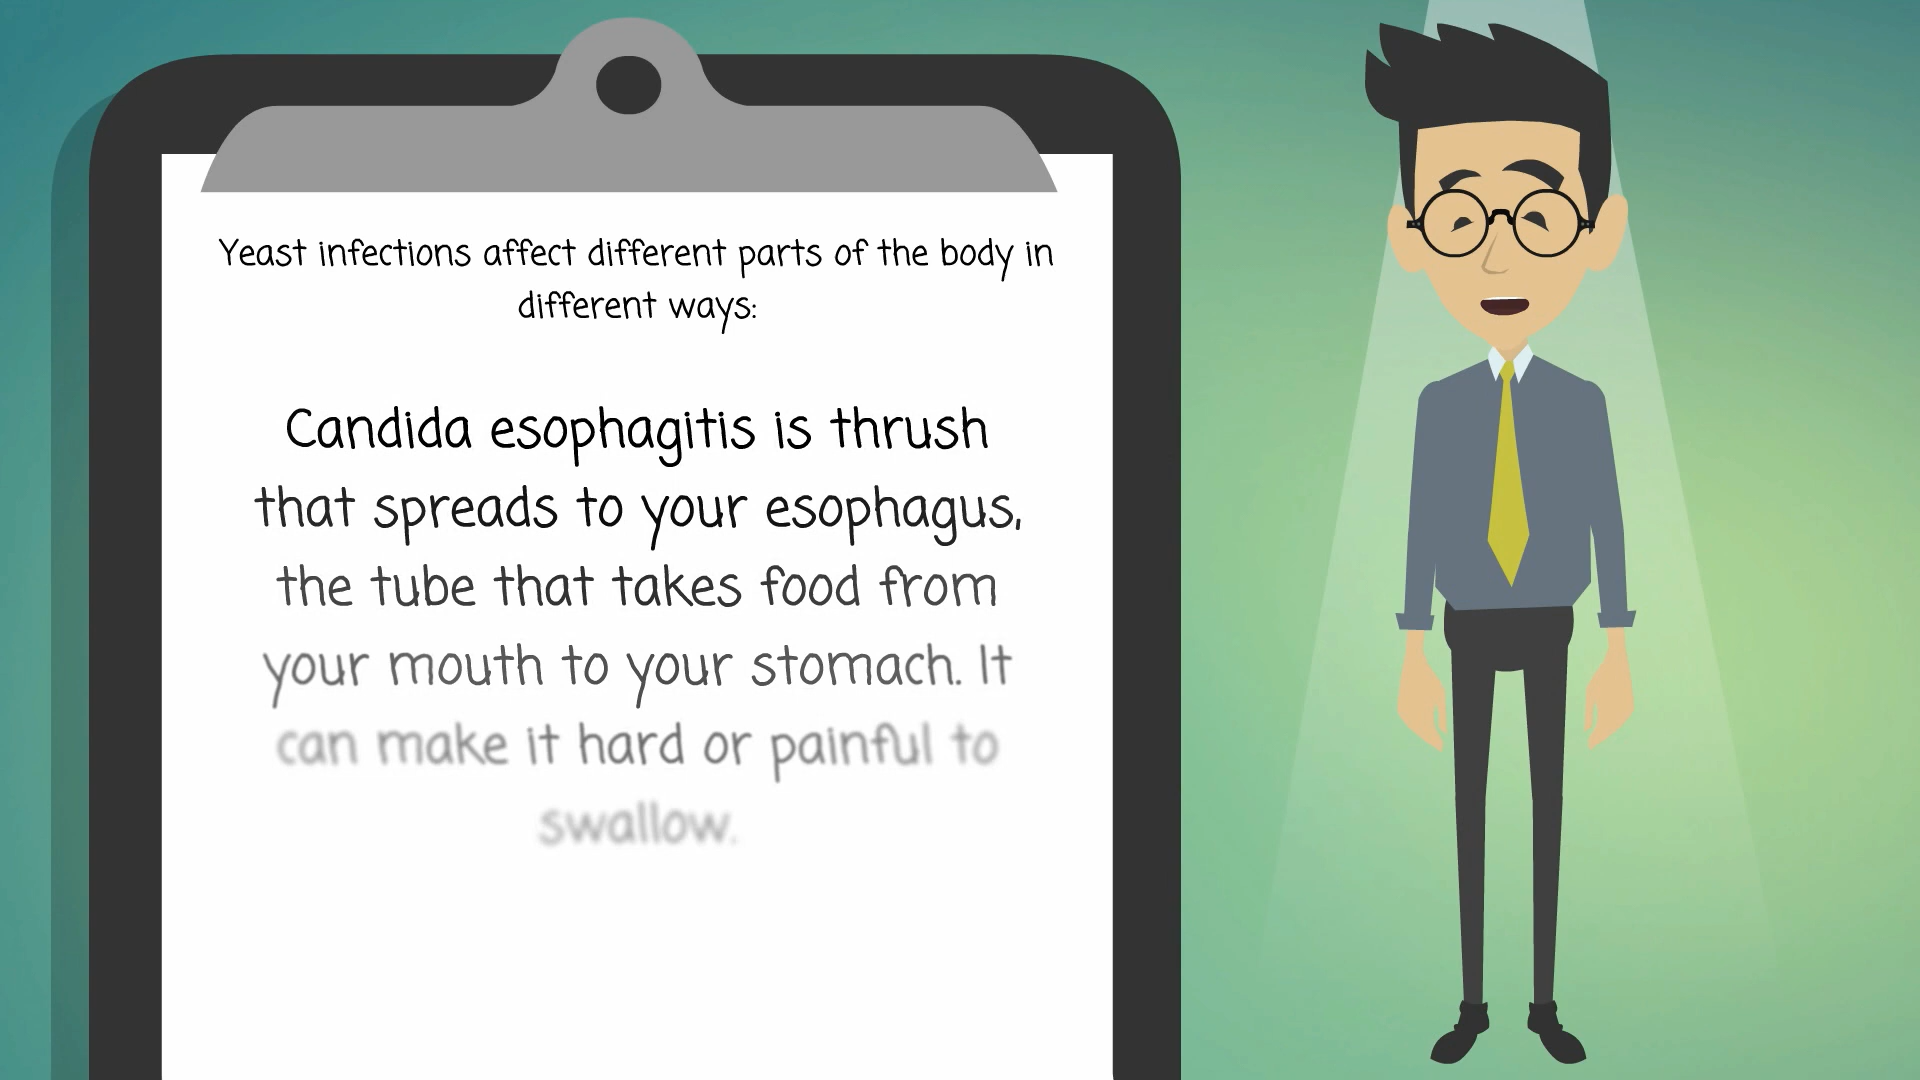 Yeast infections affect different parts of the body in
different ways:
Candida esophagitis is thrush
that spreads to your esophagus,
the tube that takes food from
your mouth to your stomach. It
can make it hard or painful to
swallow.